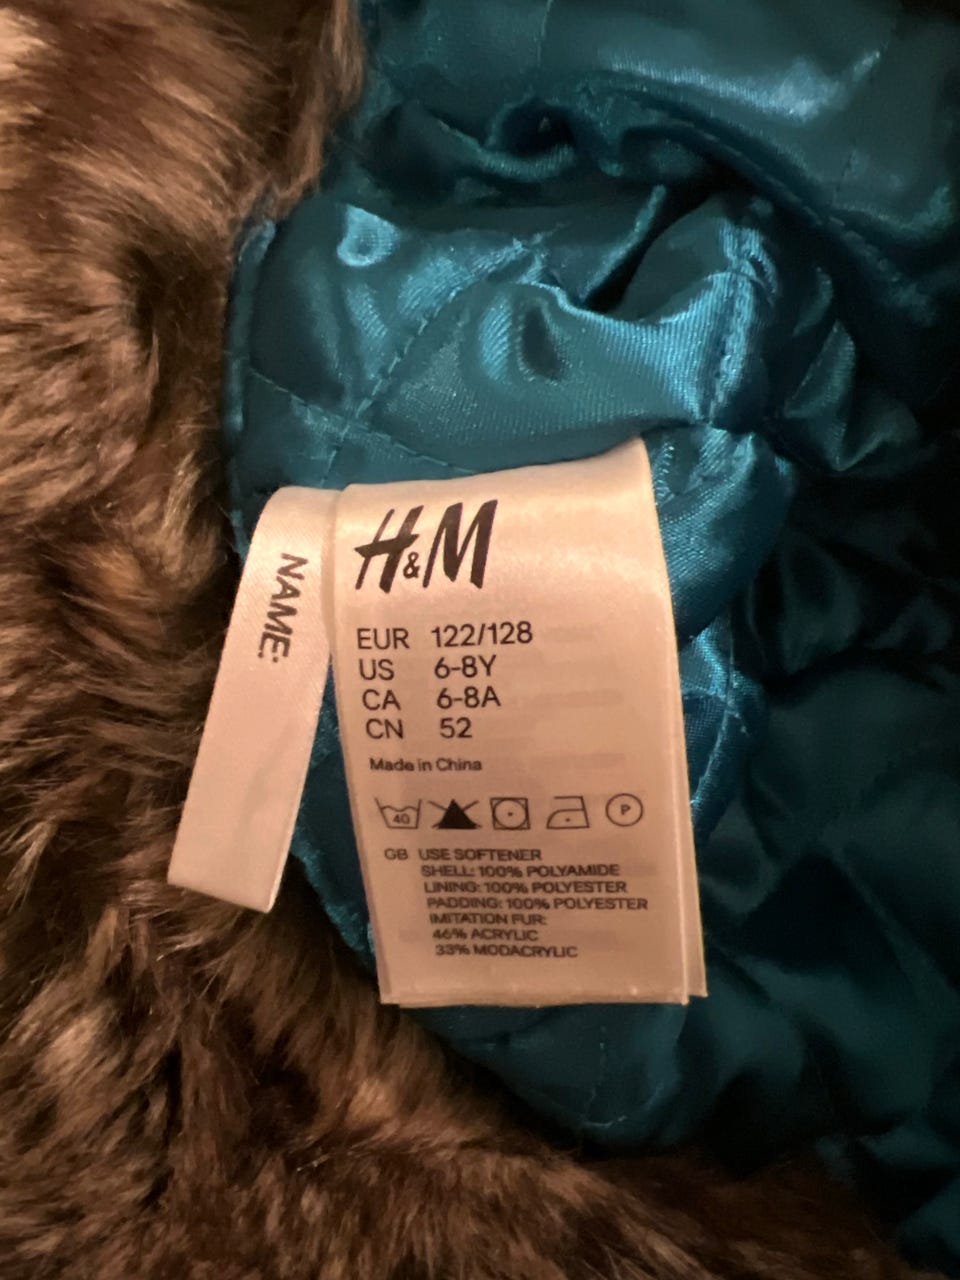 NAME:
H&M
EUR 122/128
US 6-8Y
CA 6-8A
CN 52
Made in China
40 P
GB USE SOFTENER
SHELL: 100% POLYAMIDE
LINING: 100% POLYESTER
PADDING: 100% POLYESTER
IMITATION FUR:
46% ACRYLIC
33% MODACRYLIC